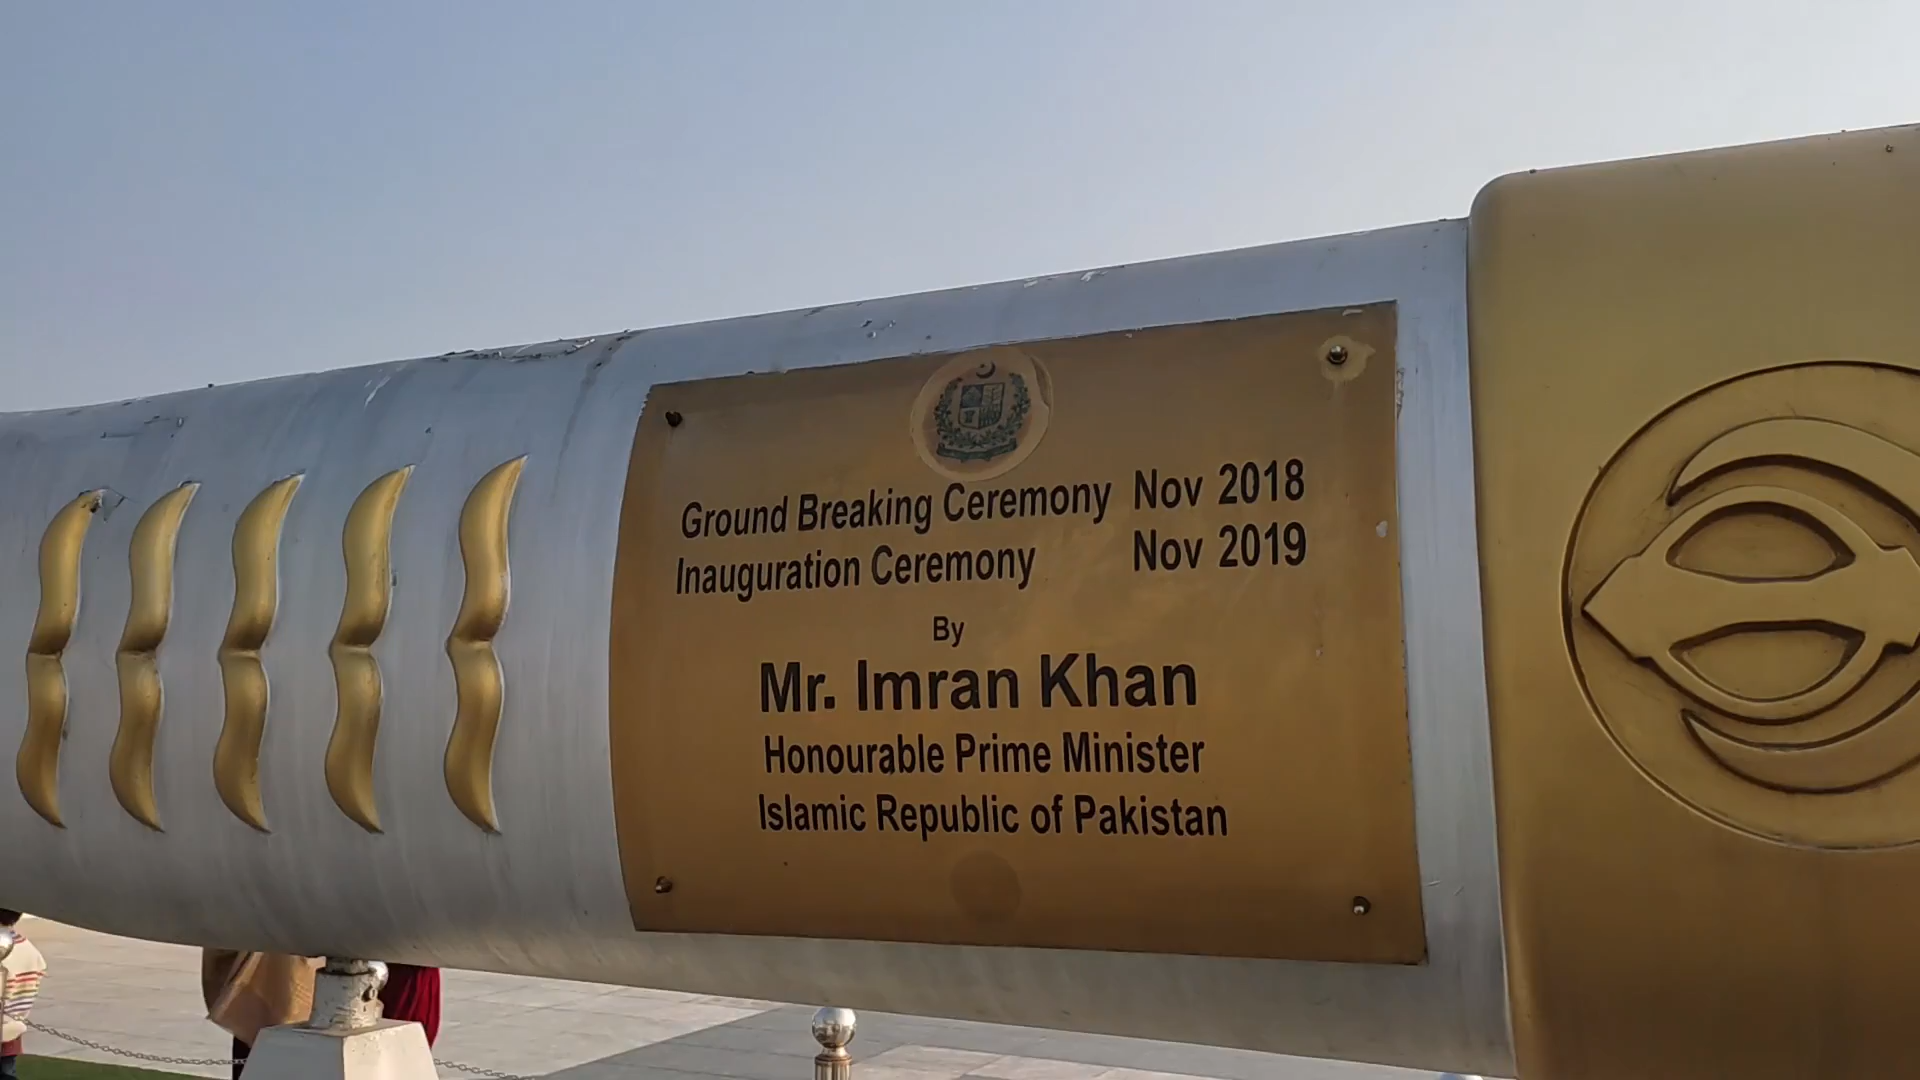 Ground Breaking Ceremony Nov 2018
Inauguration Ceremony Nov 2019
By
Mr. Imran Khan
Honourable Prime Minister
Islamic Republic of Pakistan